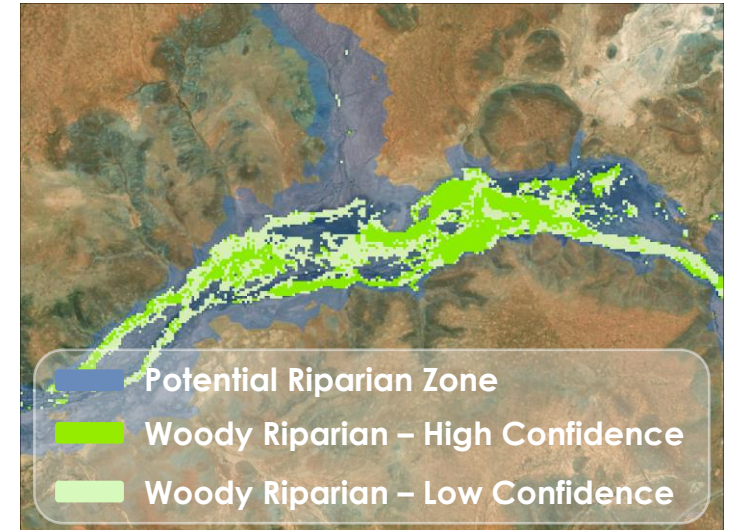 Potential Riparian Zone
Woody Riparian – High Confidence
Woody Riparian – Low Confidence